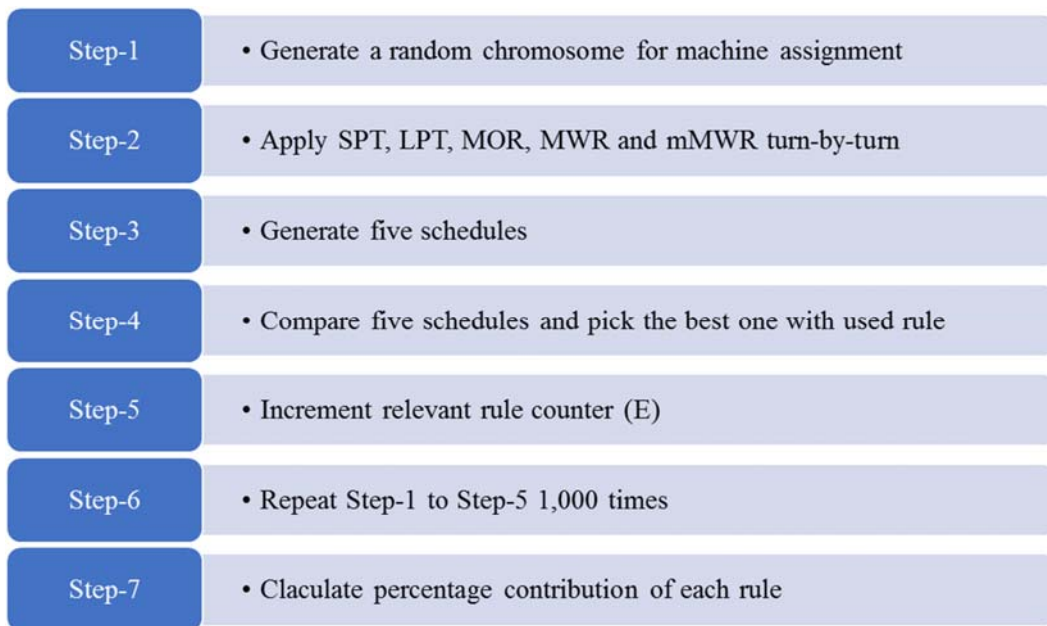 Step-1
• Generate a random chromosome for machine assignment
Step-2
• Apply SPT, LPT, MOR, MWR and mMWR turn-by-turn
Step-3
• Generate five schedules
Step-4
• Compare five schedules and pick the best one with used rule
Step-5
• Increment relevant rule counter (E)
Step-6
• Repeat Step-1 to Step-5 1,000 times
Step-7
• Claculate percentage contribution of each rule